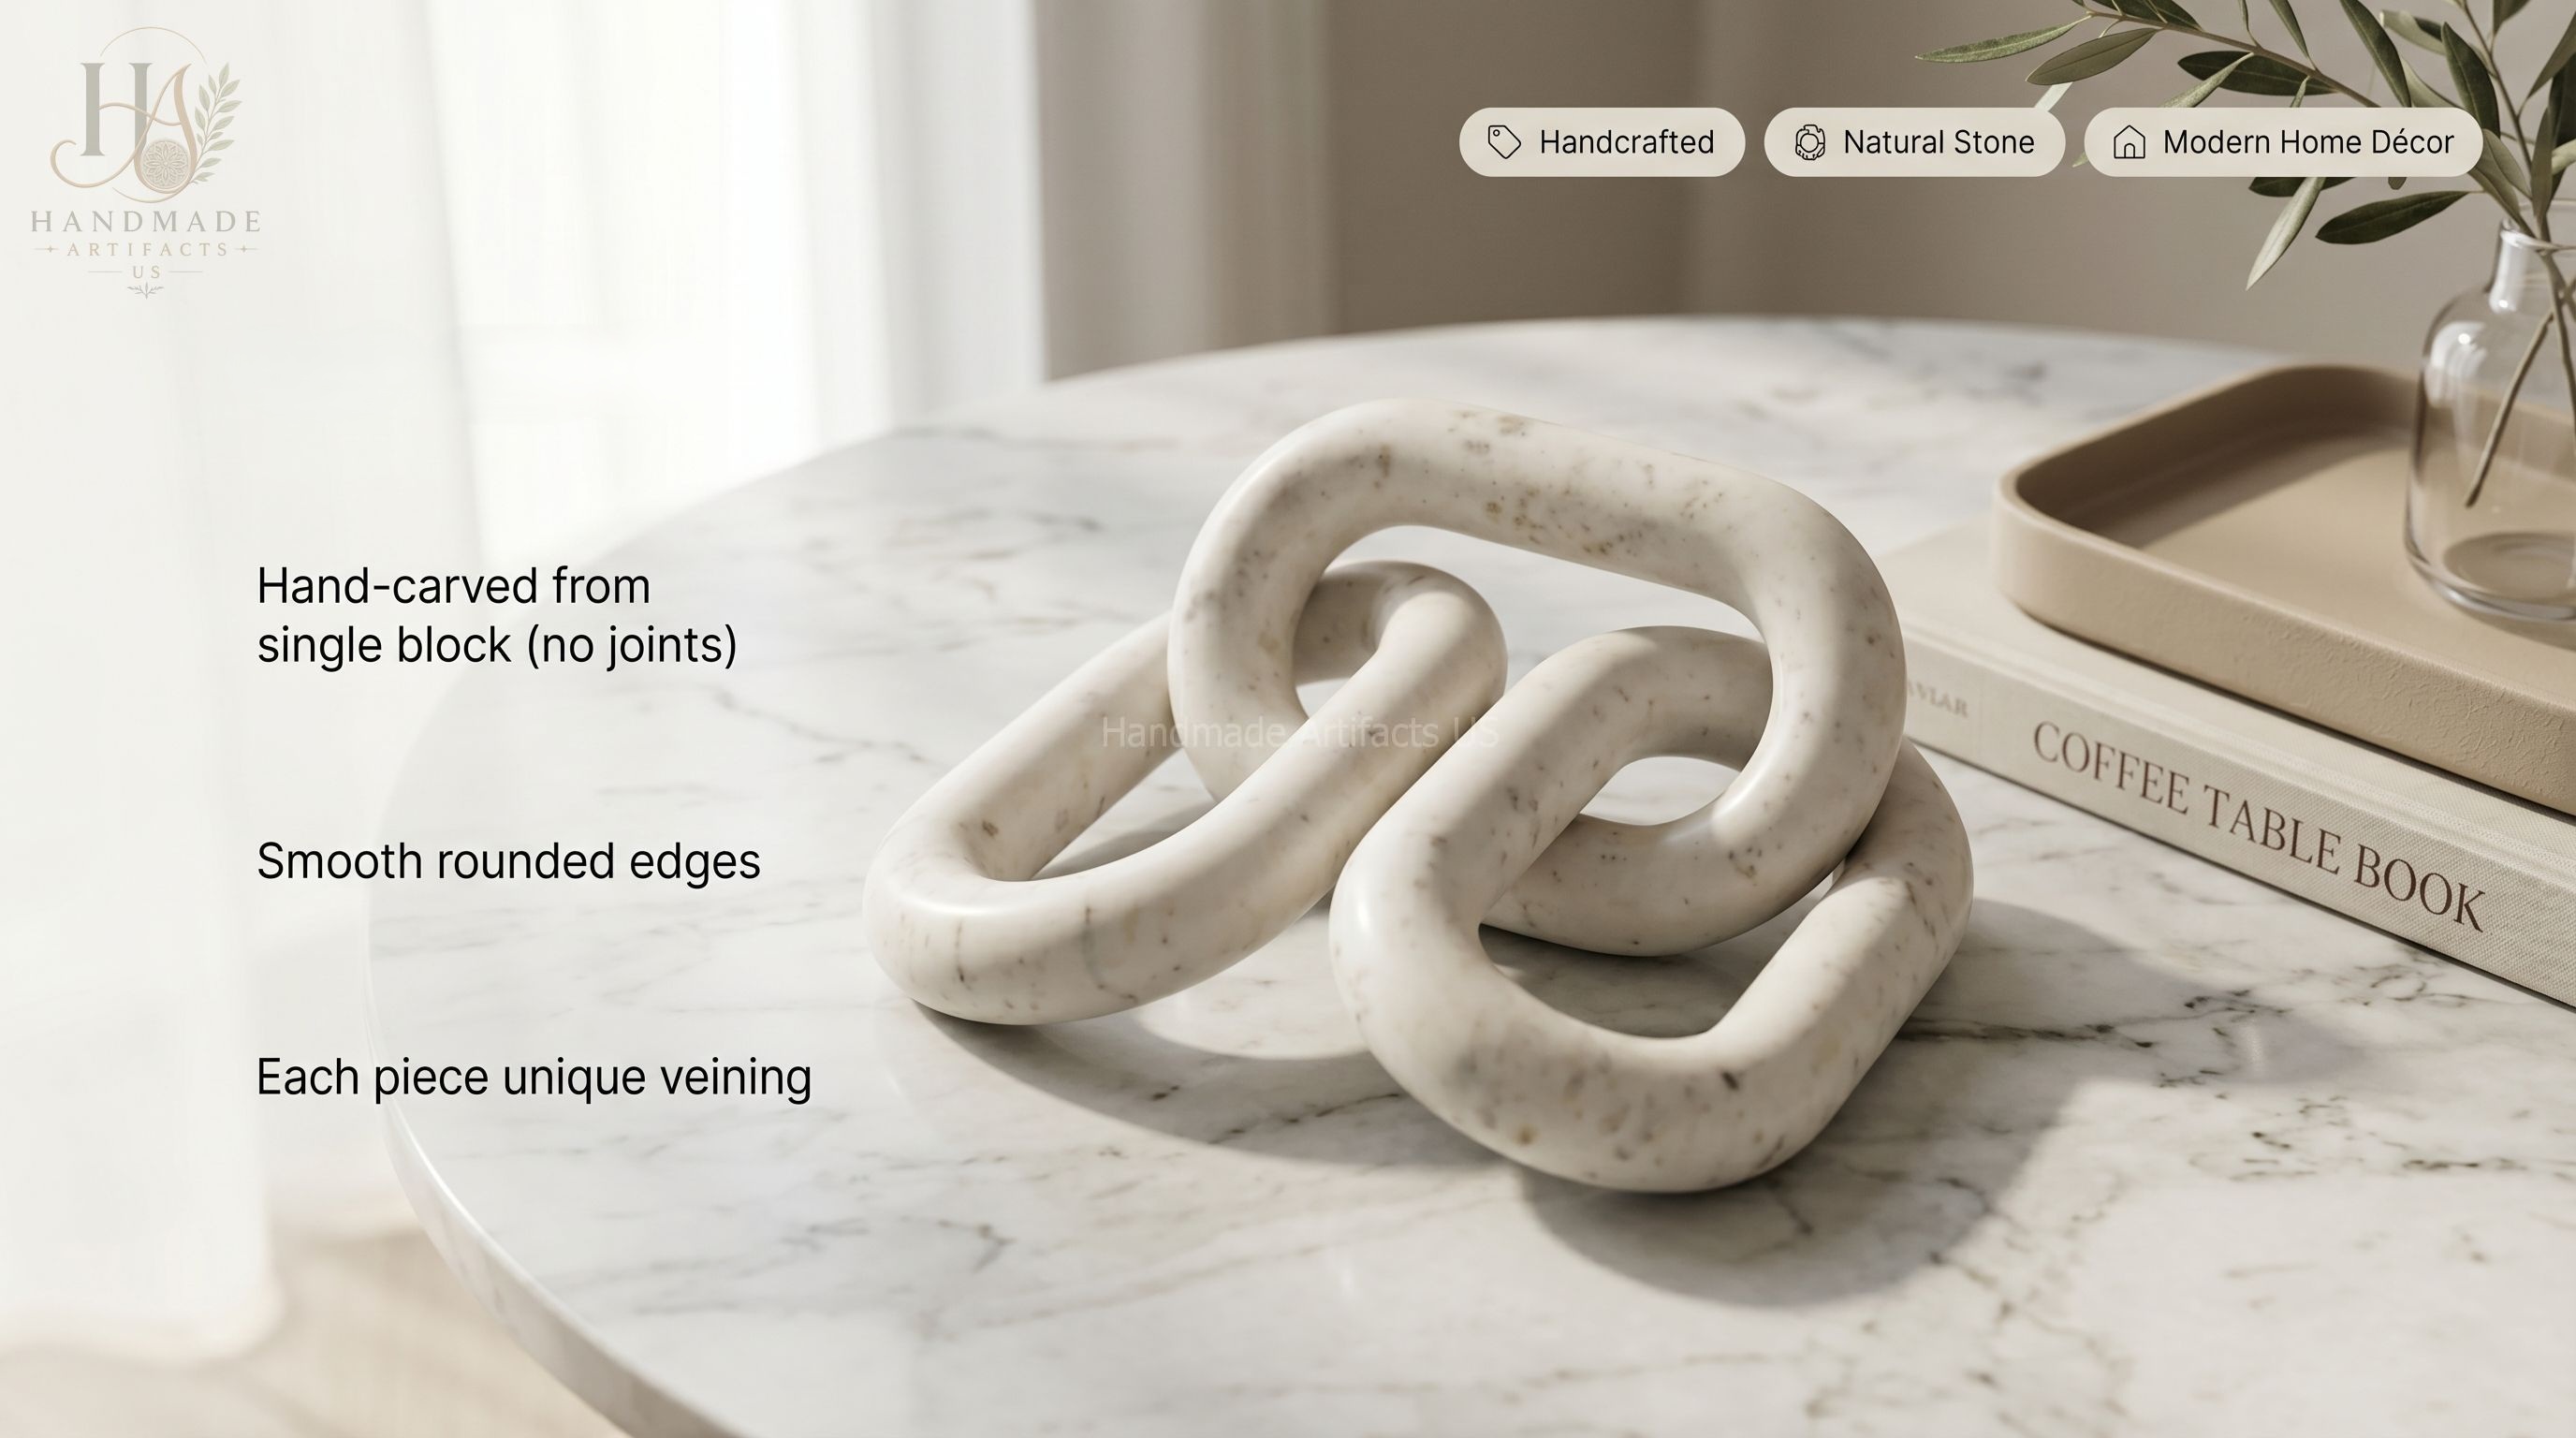 HA
HANDMADE
ARTIFACTS
US
Handcrafted
Natural Stone
Modern Home Décor
Hand-carved from
single block (no joints)
Smooth rounded edges
Handmade Artifacts US
COFFEE TABLE BOOK
Each piece unique veining